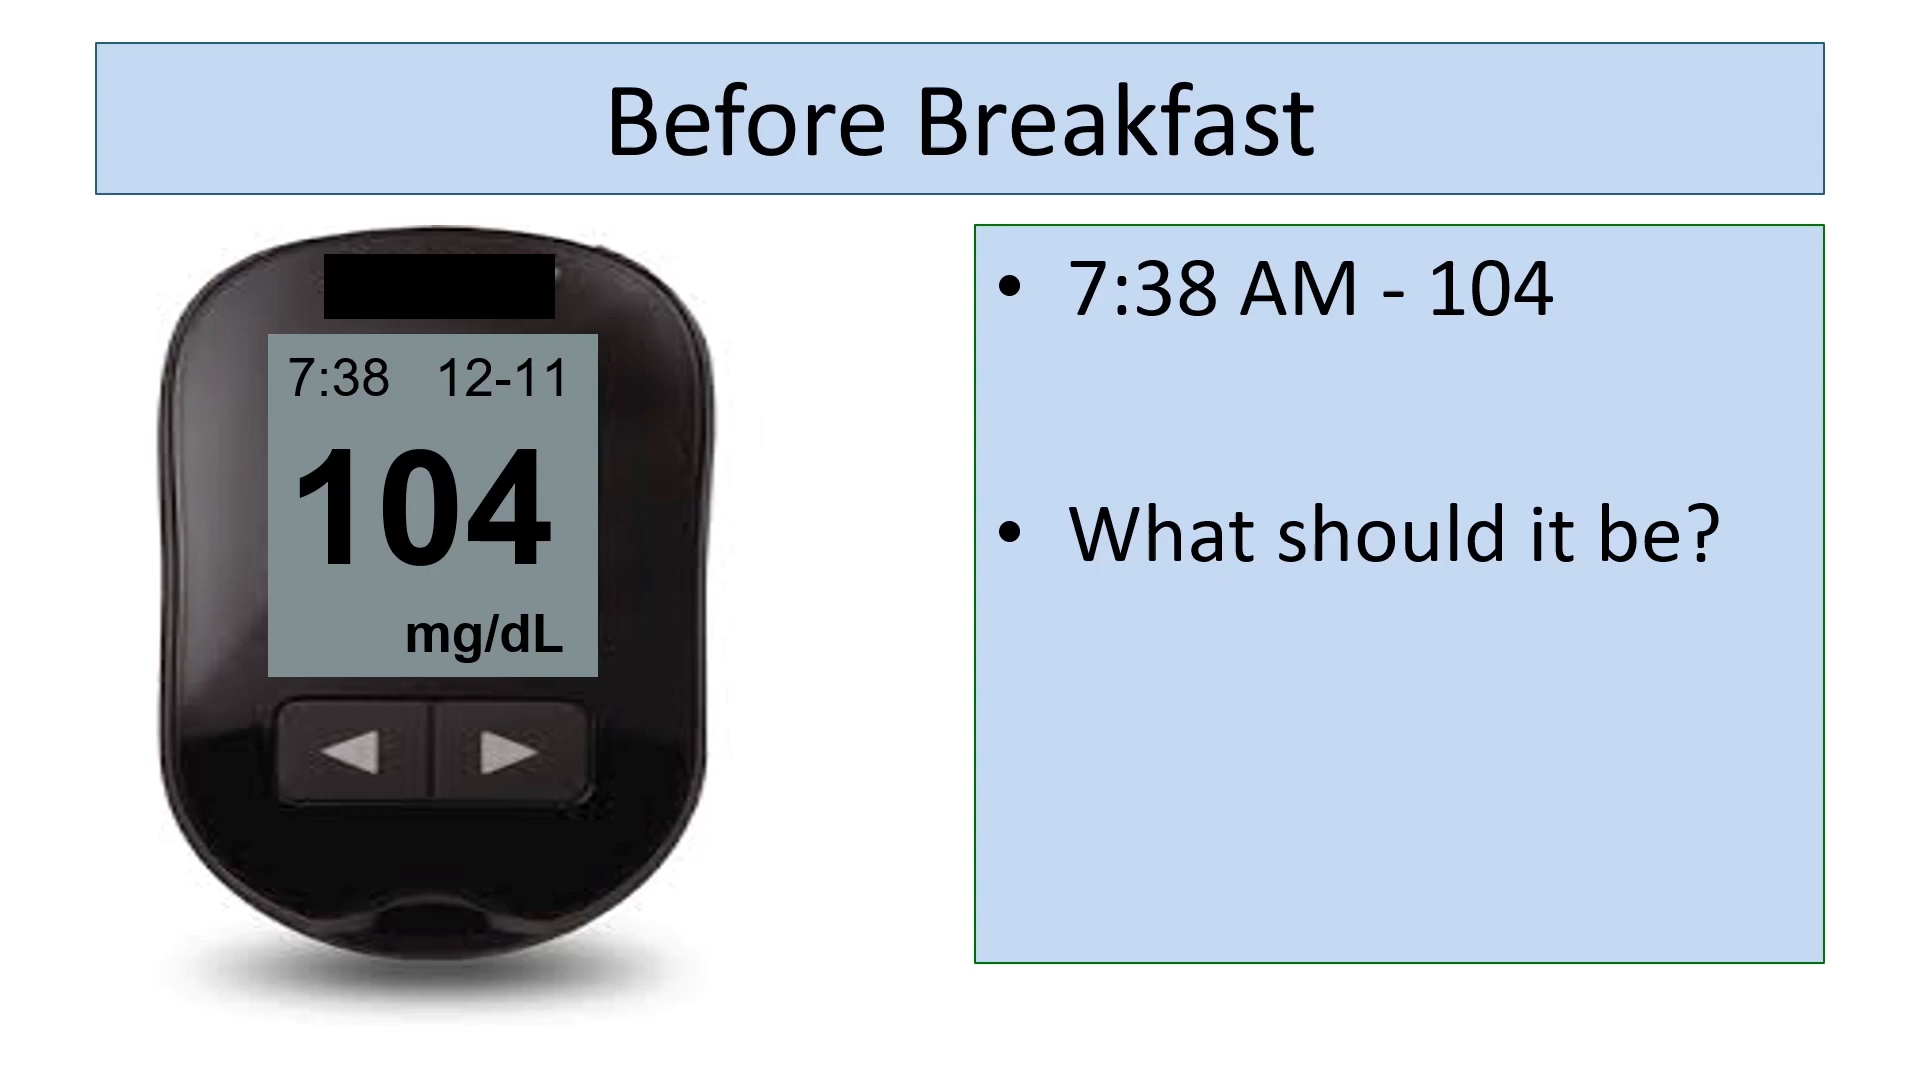 Before Breakfast
7:38 12-11
104
mg/dL
• 7:38 AM - 104
• What should it be?